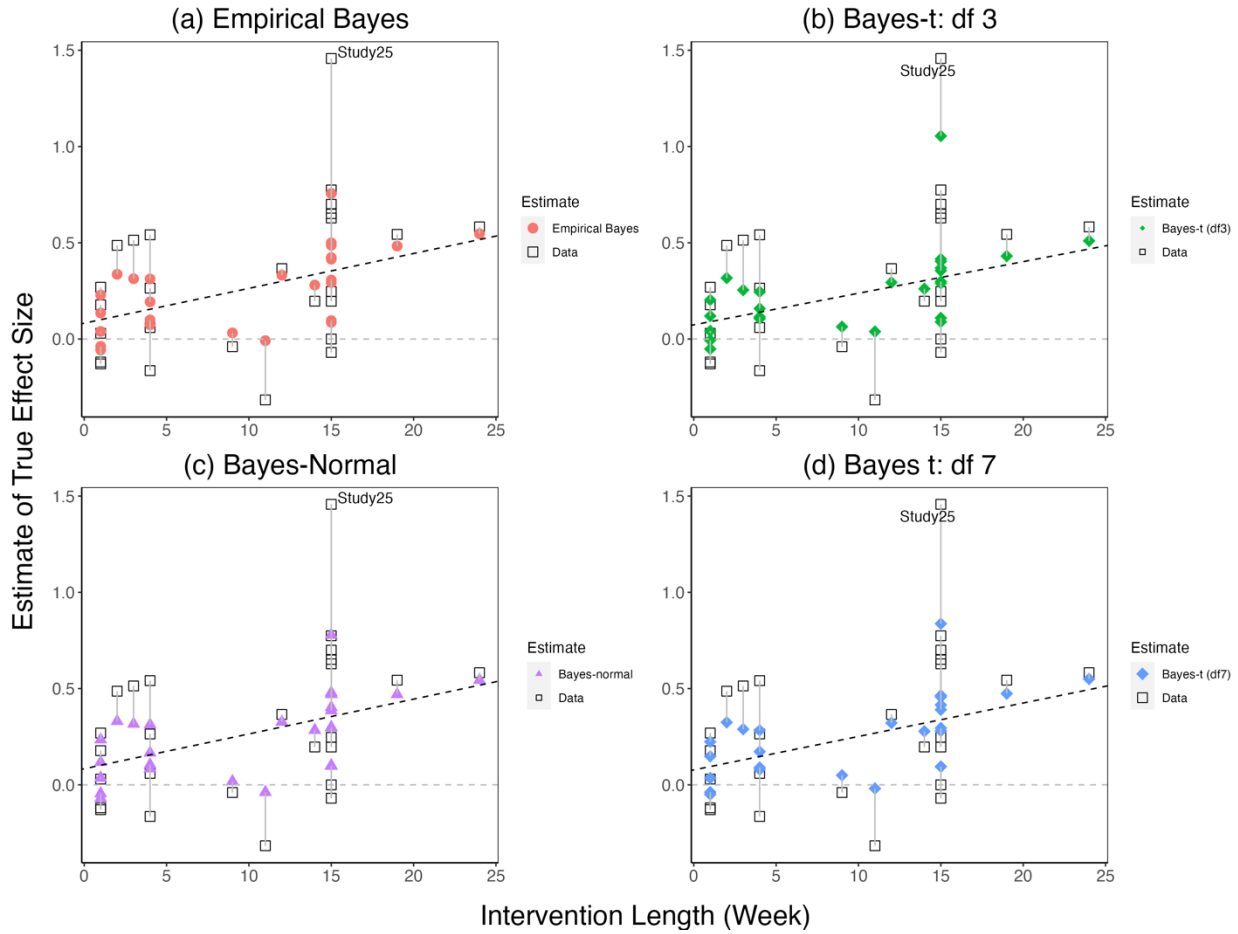 (a) Empirical Bayes
(b) Bayes-t: df 3
1.5
1.0
0.5
0.0
Study25
Estimate
Empirical Bayes
Data
0 5 10 15 20 25
1.5
1.0
0.5
0.0
Study25
Estimate
Bayes-t (df3)
Data
0 5 10 15 20 25
(c) Bayes-Normal
(d) Bayes t: df 7
1.5
1.0
0.5
0.0
Study25
Estimate
Bayes-normal
Data
0 5 10 15 20 25
1.5
1.0
0.5
0.0
Study25
Estimate
Bayes-t (df7)
Data
0 5 10 15 20 25
Estimate of True Effect Size
Intervention Length (Week)